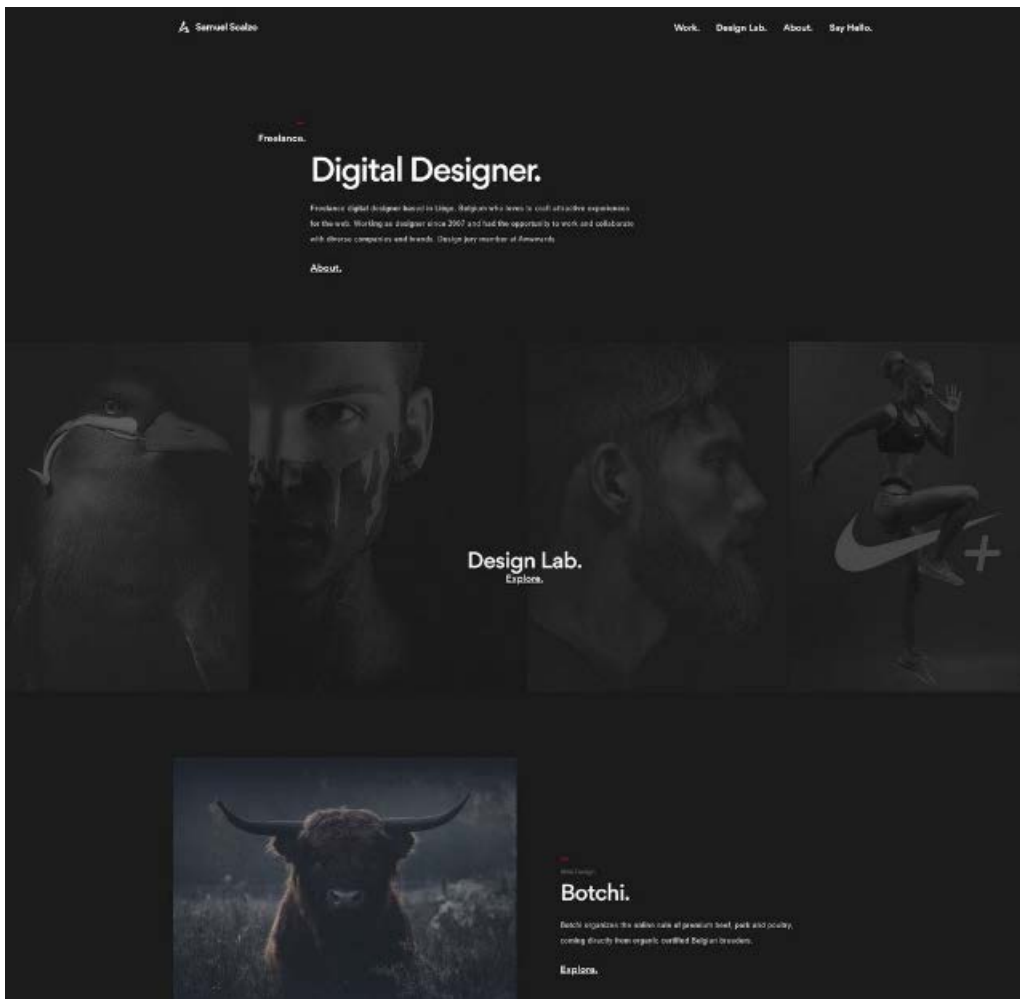 Samuel Scalzo
Work. Design Lab. About. Say Hello.
Freelance.
Digital Designer.
Freelance digital designer based in Liège, Belgium who loves to craft attractive experiences
for the web. Working as designer since 2007 and had the opportunity to work and collaborate
with diverse companies and brands. Design jury member at Awwwards
About.
Design Lab.
Explore.
Web Design
Botchi.
Botchi organizes the online sale of premium beef, pork and poultry,
coming directly from organic certified Belgian breeders.
Explore.